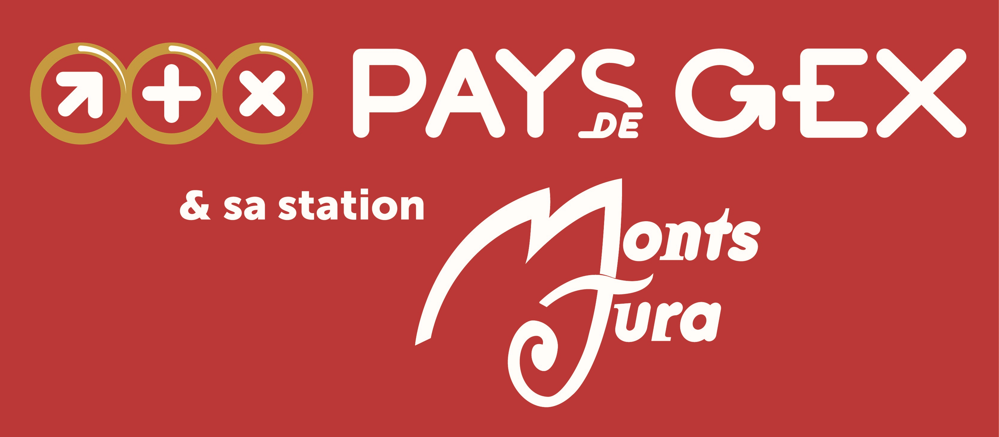 PAYS DE GEX
& sa station
Monts
Jura